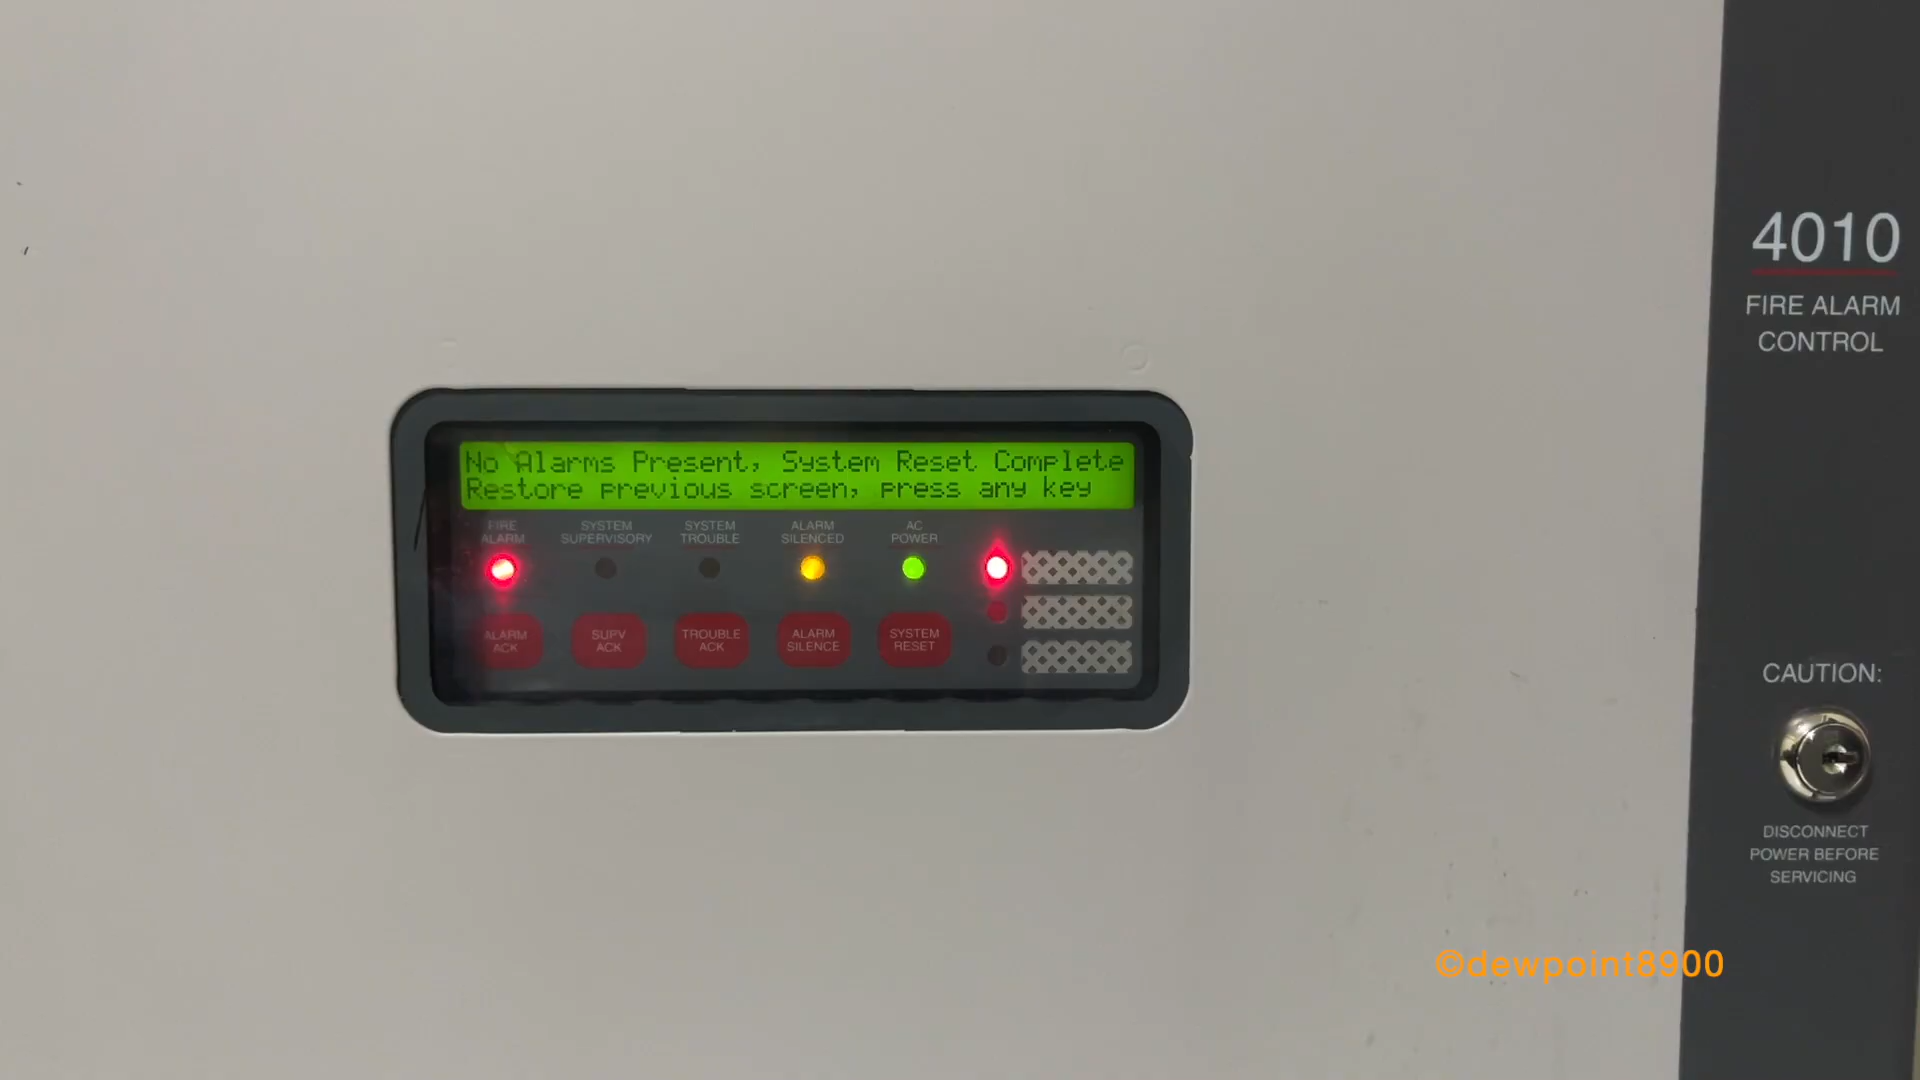 No Alarms Present, System Reset Complete
Restore previous screen, press any key
FIRE ALARM
SYSTEM SUPERVISORY
SYSTEM TROUBLE
ALARM SILENCED
AC POWER
ALARM ACK
SUPV ACK
TROUBLE ACK
ALARM SILENCE
SYSTEM RESET
4010
FIRE ALARM
CONTROL
CAUTION:
DISCONNECT
POWER BEFORE
SERVICING
©dewpoint8900